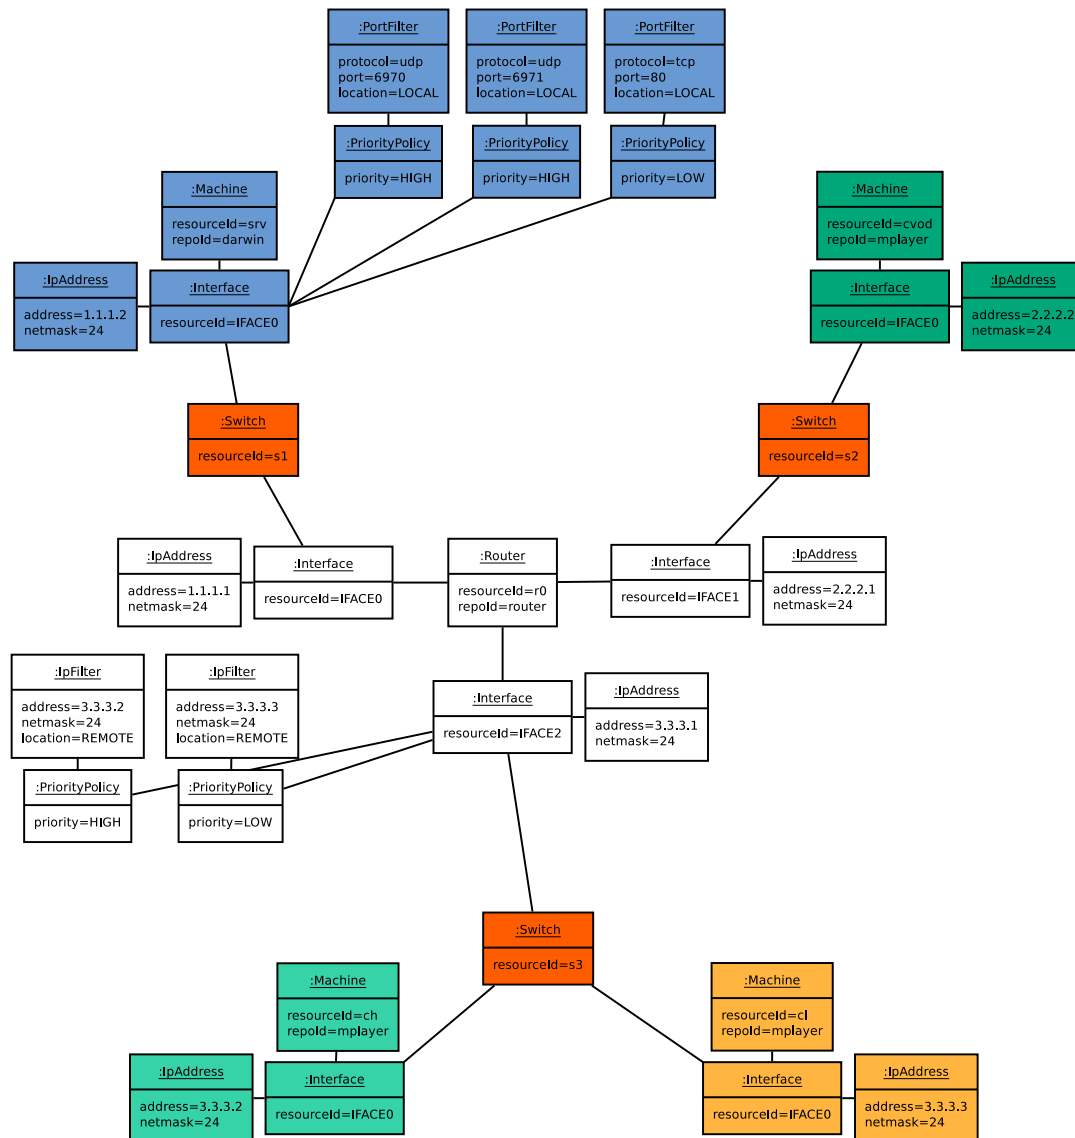 :PortFilter
protocol=udp
port=6970
location=LOCAL
:PortFilter
protocol=udp
port=6971
location=LOCAL
:PortFilter
protocol=tcp
port=80
location=LOCAL
:PriorityPolicy
priority=HIGH
:PriorityPolicy
priority=HIGH
:PriorityPolicy
priority=LOW
:Machine
resourceId=srv
repoId=darwin
:Machine
resourceId=cvod
repoId=mplayer
:IpAddress
address=1.1.1.2
netmask=24
:Interface
resourceId=IFACE0
:Interface
resourceId=IFACE0
:IpAddress
address=2.2.2.2
netmask=24
:Switch
resourceId=s1
:Switch
resourceId=s2
:IpAddress
address=1.1.1.1
netmask=24
:Interface
resourceId=IFACE0
:Router
resourceId=r0
repoId=router
:Interface
resourceId=IFACE1
:IpAddress
address=2.2.2.1
netmask=24
:IpFilter
address=3.3.3.2
netmask=24
location=REMOTE
:IpFilter
address=3.3.3.3
netmask=24
location=REMOTE
:Interface
resourceId=IFACE2
:IpAddress
address=3.3.3.1
netmask=24
:PriorityPolicy
priority=HIGH
:PriorityPolicy
priority=LOW
:Switch
resourceId=s3
:Machine
resourceId=ch
repoId=mplayer
:Machine
resourceId=cl
repoId=mplayer
:IpAddress
address=3.3.3.2
netmask=24
:Interface
resourceId=IFACE0
:Interface
resourceId=IFACE0
:IpAddress
address=3.3.3.3
netmask=24